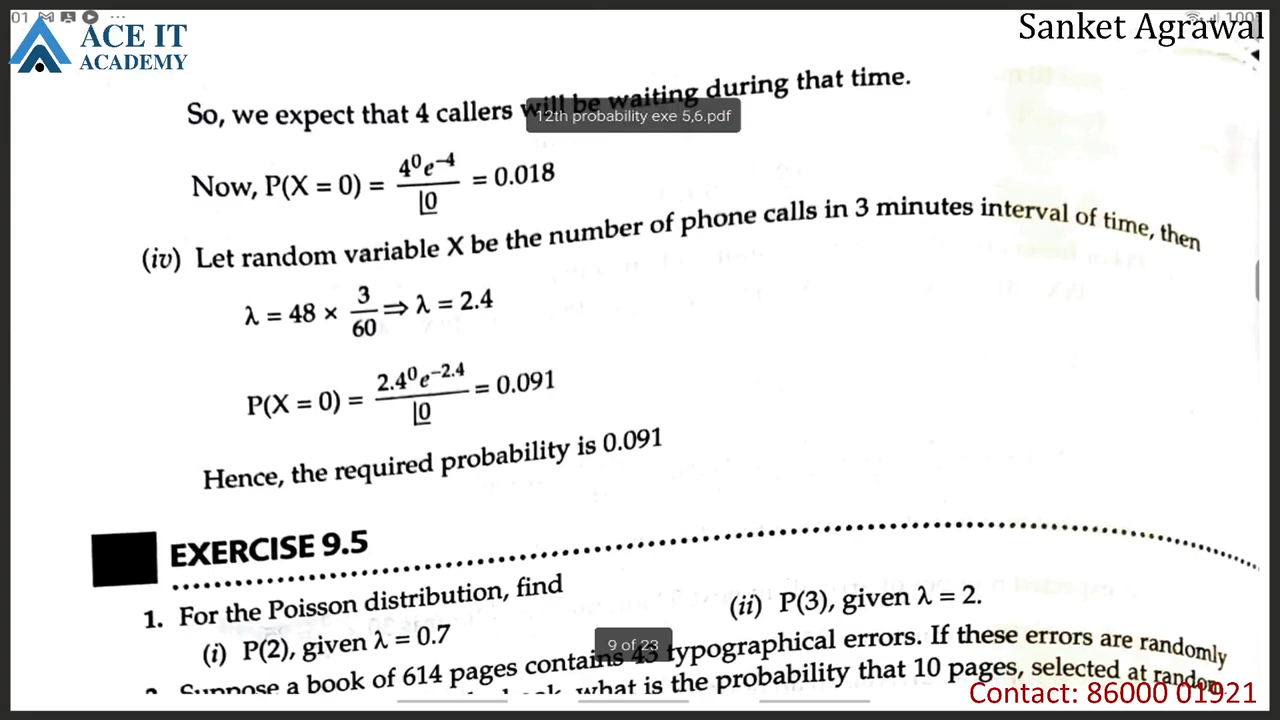 01 ...
ACE IT
ACADEMY
Sanket Agrawal
100
So, we expect that 4 callers will be waiting during that time.
12th probability exe 5,6.pdf
Now, P(X = 0) = 4⁰e⁻⁴ / ⌊0 = 0.018
(iv) Let random variable X be the number of phone calls in 3 minutes interval of time, then
λ = 48 × 3/60 ⇒ λ = 2.4
P(X = 0) = 2.4⁰e⁻²·⁴ / ⌊0 = 0.091
Hence, the required probability is 0.091
EXERCISE 9.5
1. For the Poisson distribution, find
(i) P(2), given λ = 0.7
(ii) P(3), given λ = 2.
9 of 23
Suppose a book of 614 pages contains 43 typographical errors. If these errors are randomly
what is the probability that 10 pages, selected at random
Contact: 86000 01921